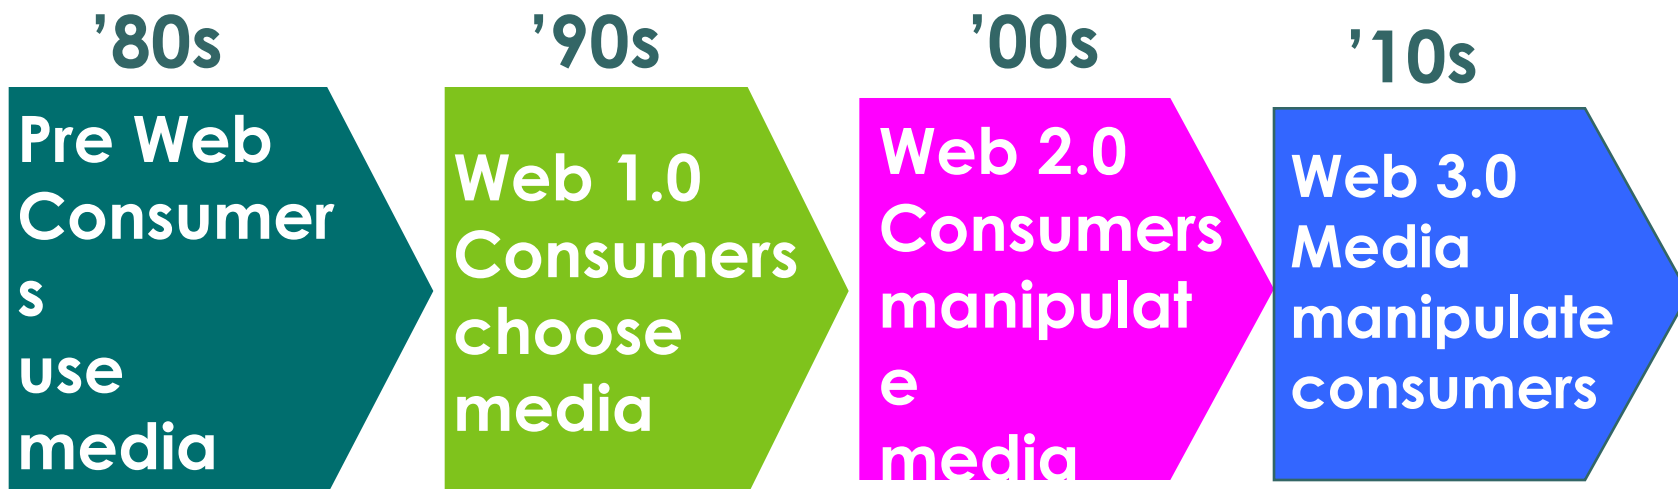 ’80s
’90s
’00s
’10s
Pre Web
Consumer
s
use
media
Web 1.0
Consumers
choose
media
Web 2.0
Consumers
manipulat
e
media
Web 3.0
Media
manipulate
consumers